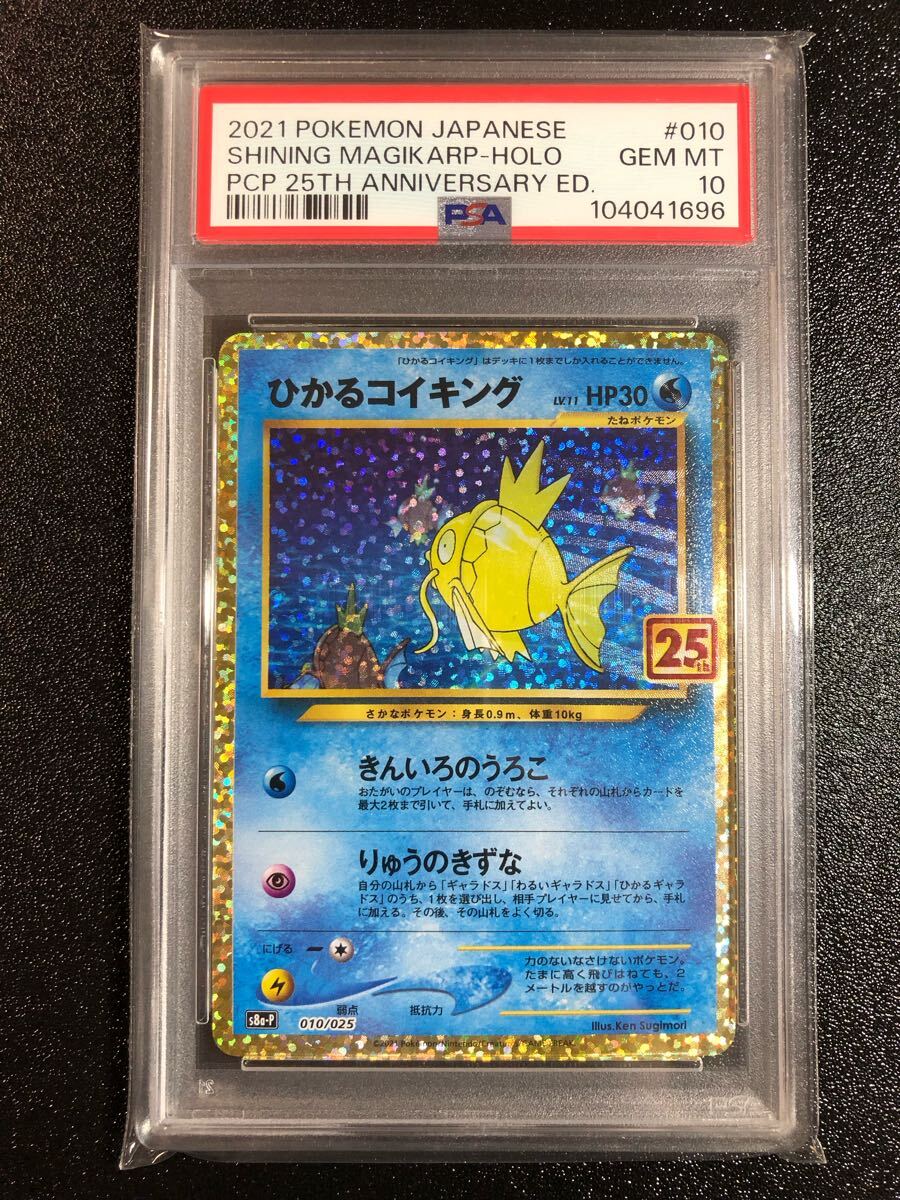 2021 POKEMON JAPANESE #010
SHINING MAGIKARP-HOLO GEM MT
PCP 25TH ANNIVERSARY ED. 10
PSA 104041696
「ひかるコイキング」はデッキに1枚までしか入れることができません。
ひかるコイキング LV.11 HP30
たねポケモン
25th
さかなポケモン：身長0.9m、体重10kg
きんいろのうろこ
おたがいのプレイヤーは、のぞむなら、それぞれの山札からカードを
最大2枚まで引いて、手札に加えてよい。
りゅうのきずな
自分の山札から「ギャラドス」「わるいギャラドス」「ひかるギャラ
ドス」のうち、1枚を選び出し、相手プレイヤーに見せてから、手札
に加える。その後、その山札をよく切る。
にげる
力のないなさけないポケモン。
たまに高く飛びはねても、2
メートルを越すのがやっとだ。
弱点 抵抗力
s8a-P 010/025 Illus.Ken Sugimori
©2021 Pokémon/Nintendo/Creatures/GAME FREAK